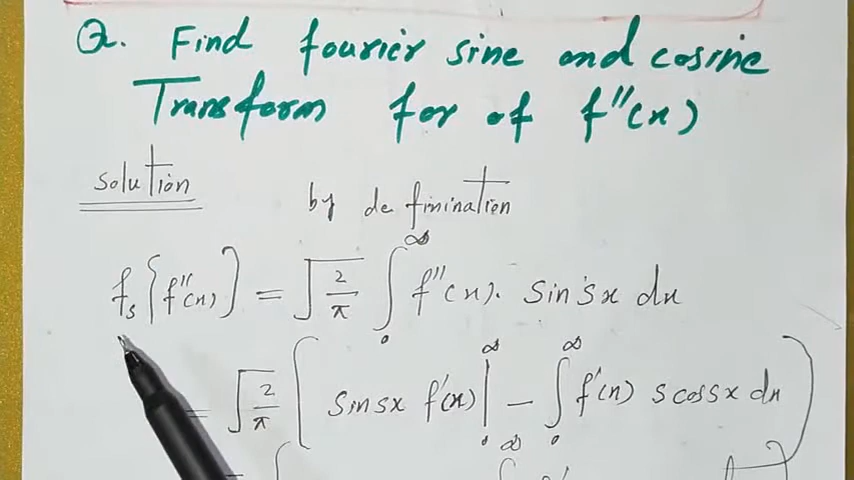 Q. Find fourier sine and cosine
Transform for of f''(x)
Solution by definination
f_s {f''(x)} = √(2/π) ∫₀^∞ f''(x). sin sx dx
= √(2/π) ( sin sx f'(x) |₀^∞ − ∫₀^∞ f'(x) s cos sx dx )